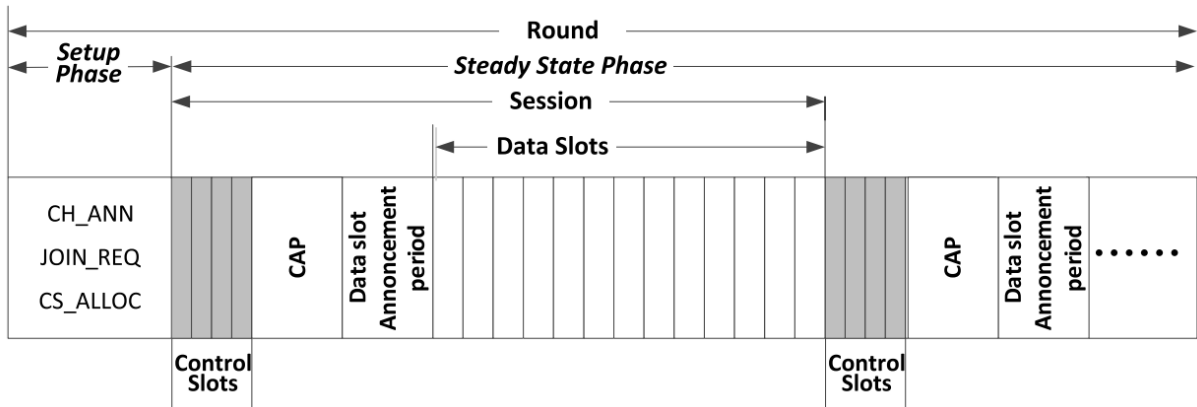 Round
Setup
Phase
Steady State Phase
Session
Data Slots
CH_ANN
JOIN_REQ
CS_ALLOC
CAP
Data slot
Annoncement
period
CAP
Data slot
Annoncement
period
Control
Slots
Control
Slots